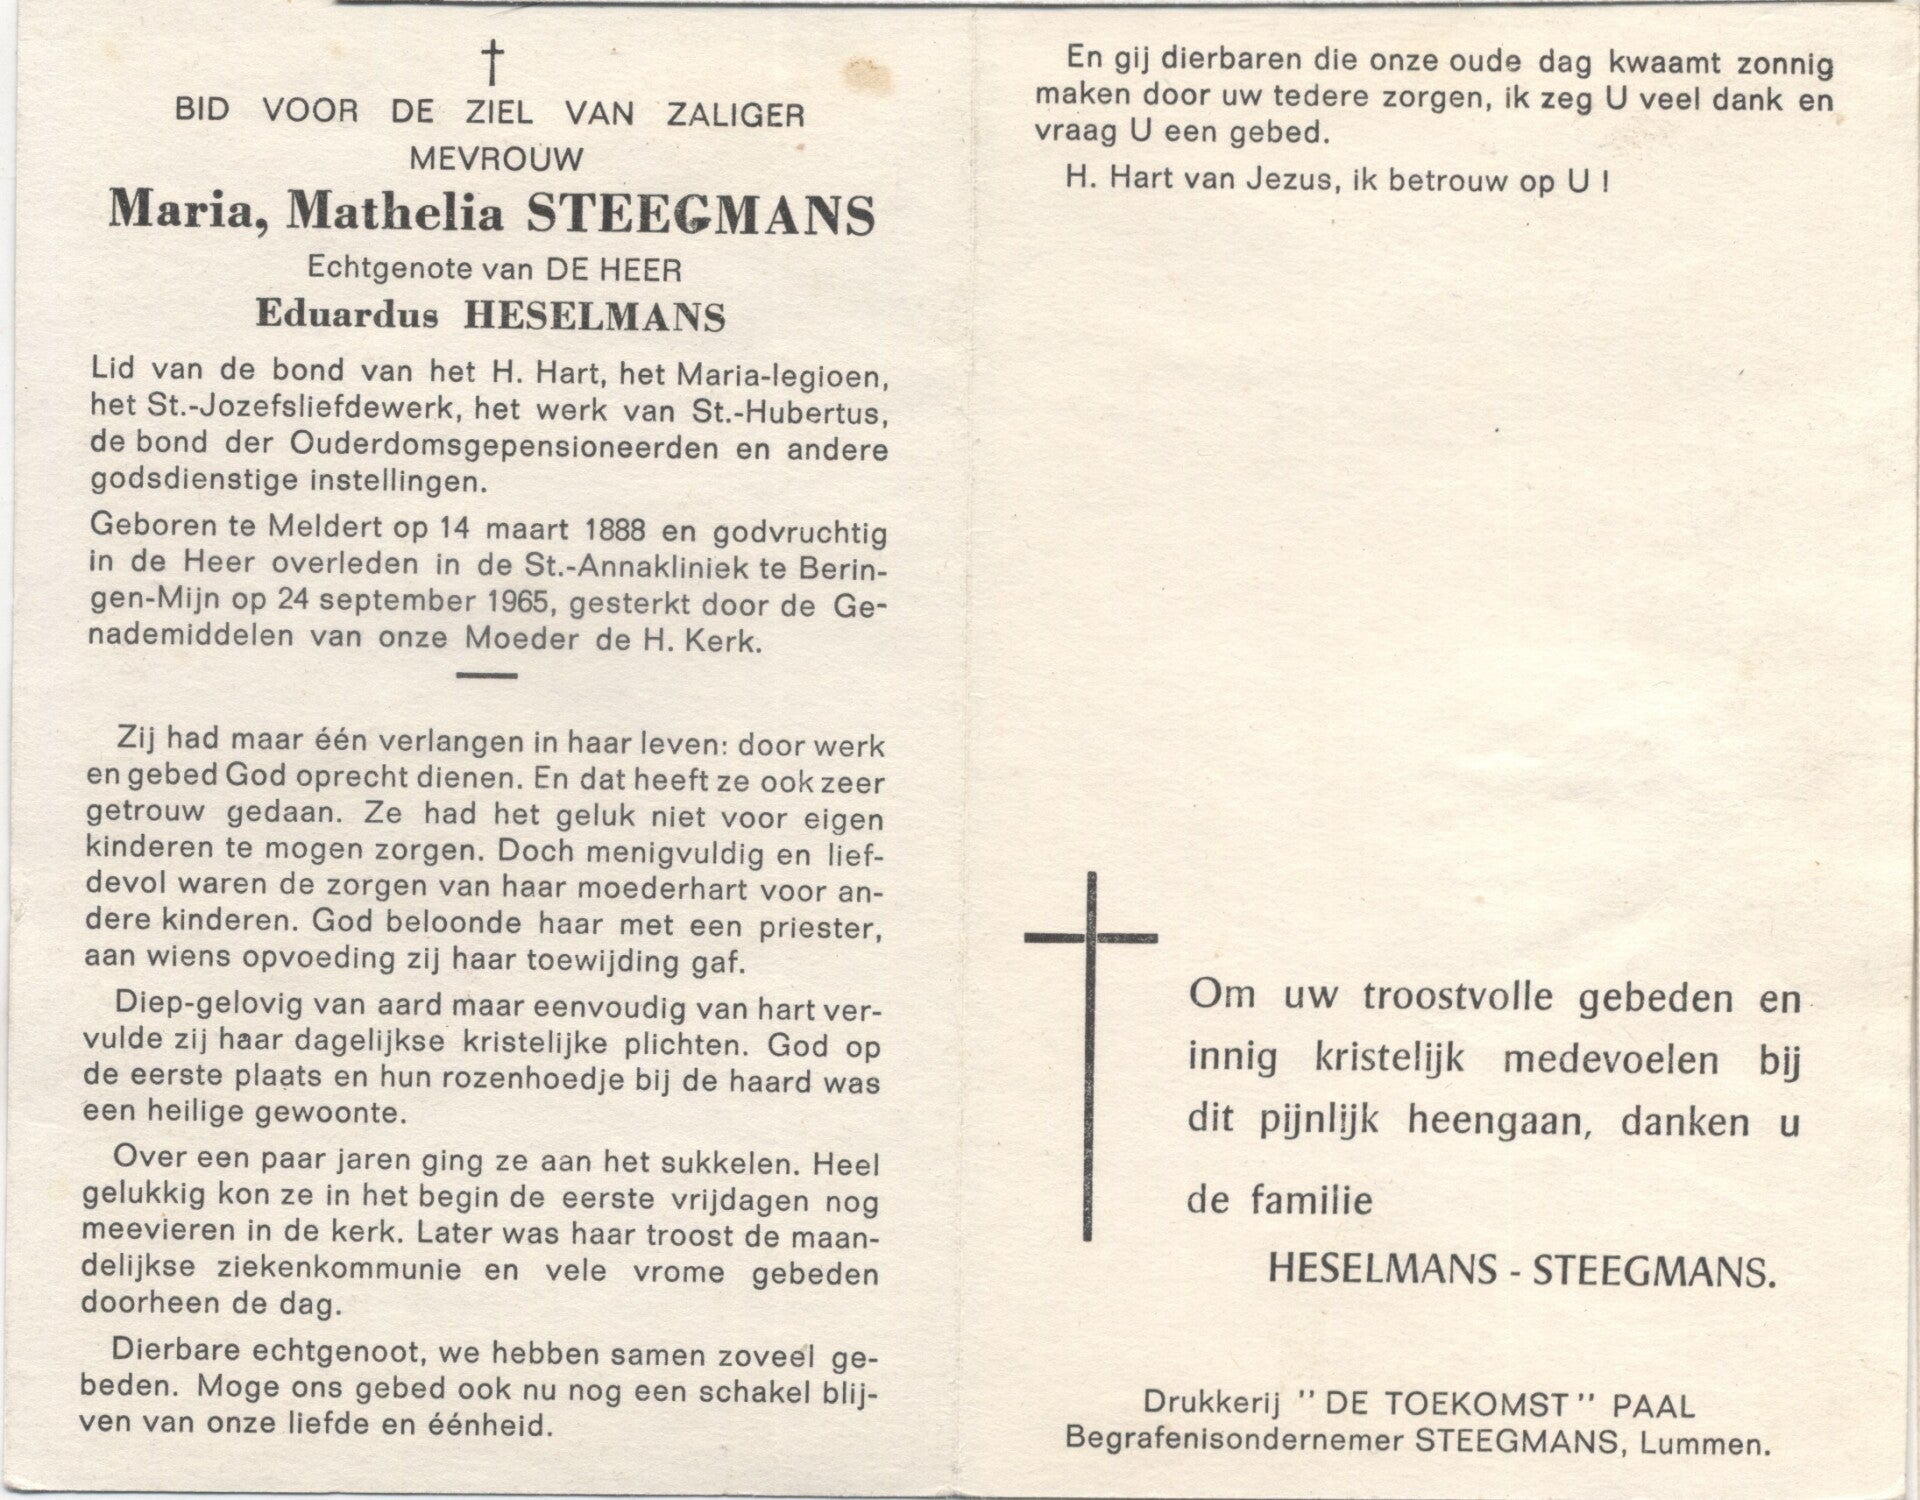 BID VOOR DE ZIEL VAN ZALIGER
MEVROUW
Maria, Mathelia STEEGMANS
Echtgenote van DE HEER
Eduardus HESELMANS
Lid van de bond van het H. Hart, het Maria-legioen,
het St.-Jozefsliefdewerk, het werk van St.-Hubertus,
de bond der Ouderdomsgepensioneerden en andere
godsdienstige instellingen.
Geboren te Meldert op 14 maart 1888 en godvruchtig
in de Heer overleden in de St.-Annakliniek te Berin-
gen-Mijn op 24 september 1965, gesterkt door de Ge-
nademiddelen van onze Moeder de H. Kerk.
Zij had maar één verlangen in haar leven: door werk
en gebed God oprecht dienen. En dat heeft ze ook zeer
getrouw gedaan. Ze had het geluk niet voor eigen
kinderen te mogen zorgen. Doch menigvuldig en lief-
devol waren de zorgen van haar moederhart voor an-
dere kinderen. God beloonde haar met een priester,
aan wiens opvoeding zij haar toewijding gaf.
Diep-gelovig van aard maar eenvoudig van hart ver-
vulde zij haar dagelijkse kristelijke plichten. God op
de eerste plaats en hun rozenhoedje bij de haard was
een heilige gewoonte.
Over een paar jaren ging ze aan het sukkelen. Heel
gelukkig kon ze in het begin de eerste vrijdagen nog
meevieren in de kerk. Later was haar troost de maan-
delijkse ziekenkommunie en vele vrome gebeden
doorheen de dag.
Dierbare echtgenoot, we hebben samen zoveel ge-
beden. Moge ons gebed ook nu nog een schakel blij-
ven van onze liefde en éénheid.
En gij dierbaren die onze oude dag kwaamt zonnig
maken door uw tedere zorgen, ik zeg U veel dank en
vraag U een gebed.
H. Hart van Jezus, ik betrouw op U !
Om uw troostvolle gebeden en
innig kristelijk medevoelen bij
dit pijnlijk heengaan, danken u
de familie
HESELMANS - STEEGMANS.
Drukkerij "DE TOEKOMST" PAAL
Begrafenisondernemer STEEGMANS, Lummen.